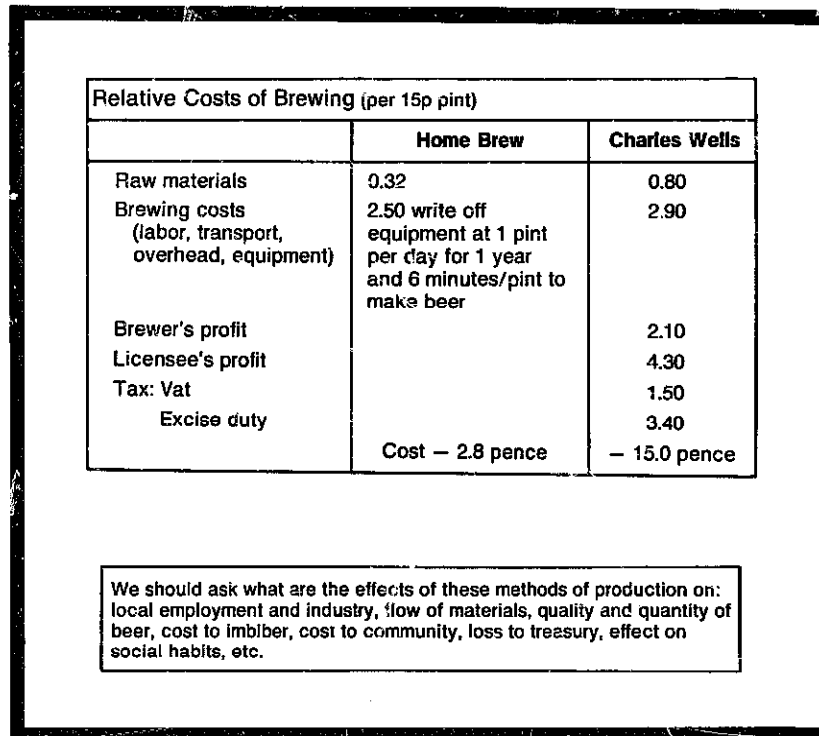 Relative Costs of Brewing (per 15p pint)
Home Brew Charles Wells
Raw materials 0.32 0.80
Brewing costs 2.50 write off 2.90
(labor, transport, equipment at 1 pint
overhead, equipment) per day for 1 year
and 6 minutes/pint to
make beer
Brewer's profit 2.10
Licensee's profit 4.30
Tax: Vat 1.50
Excise duty 3.40
Cost — 2.8 pence — 15.0 pence
We should ask what are the effects of these methods of production on:
local employment and industry, flow of materials, quality and quantity of
beer, cost to imbiber, cost to community, loss to treasury, effect on
social habits, etc.